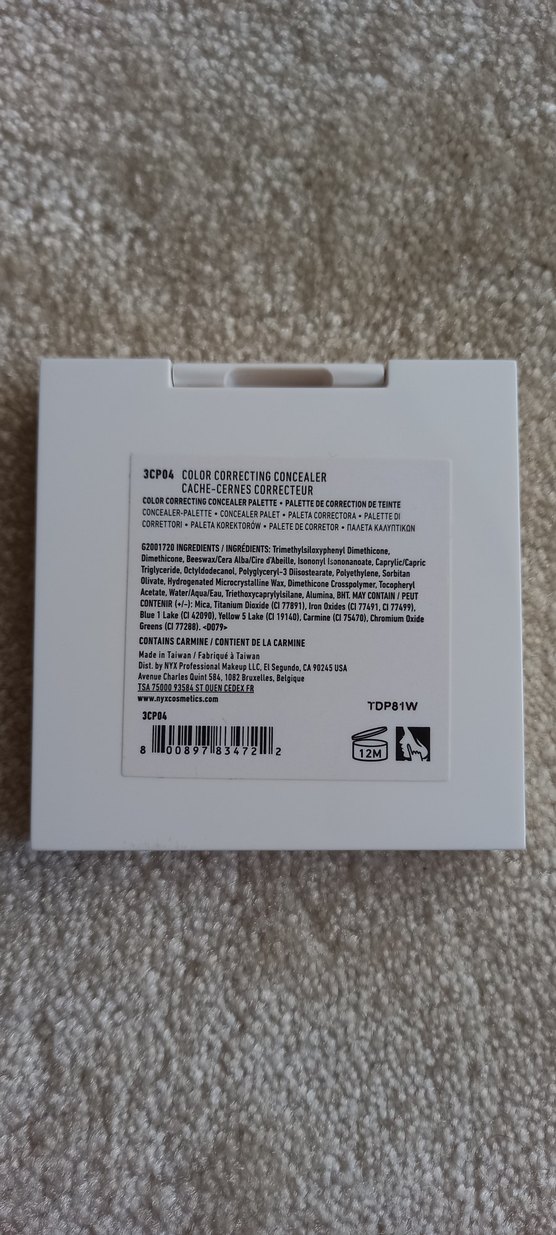 3CP04 COLOR CORRECTING CONCEALER
CACHE-CERNES CORRECTEUR
COLOR CORRECTING CONCEALER PALETTE • PALETTE DE CORRECTION DE TEINTE
CONCEALER-PALETTE • CONCEALER PALET • PALETA CORRECTORA • PALETTE DI
CORRETTORI • PALETA KOREKTORÓW • PALETE DE CORRETOR • ΠΑΛΕΤΑ ΚΑΛΥΠΤΙΚΩΝ
G2001720 INGREDIENTS / INGRÉDIENTS: Trimethylsiloxyphenyl Dimethicone,
Dimethicone, Beeswax/Cera Alba/Cire d'Abeille, Isononyl Isononanoate, Caprylic/Capric
Triglyceride, Octyldodecanol, Polyglyceryl-3 Diisostearate, Polyethylene, Sorbitan
Olivate, Hydrogenated Microcrystalline Wax, Dimethicone Crosspolymer, Tocopheryl
Acetate, Water/Aqua/Eau, Triethoxycaprylylsilane, Alumina, BHT. MAY CONTAIN / PEUT
CONTENIR (+/-): Mica, Titanium Dioxide (CI 77891), Iron Oxides (CI 77491, CI 77499),
Blue 1 Lake (CI 42090), Yellow 5 Lake (CI 19140), Carmine (CI 75470), Chromium Oxide
Greens (CI 77288). <D079>
CONTAINS CARMINE / CONTIENT DE LA CARMINE
Made in Taiwan / Fabriqué à Taiwan
Dist. by NYX Professional Makeup LLC, El Segundo, CA 90245 USA
Avenue Charles Quint 584, 1082 Bruxelles, Belgique
TSA 75000 93584 ST OUEN CEDEX FR
www.nyxcosmetics.com
TDP81W
3CP04
8 00897 83472 2
12M